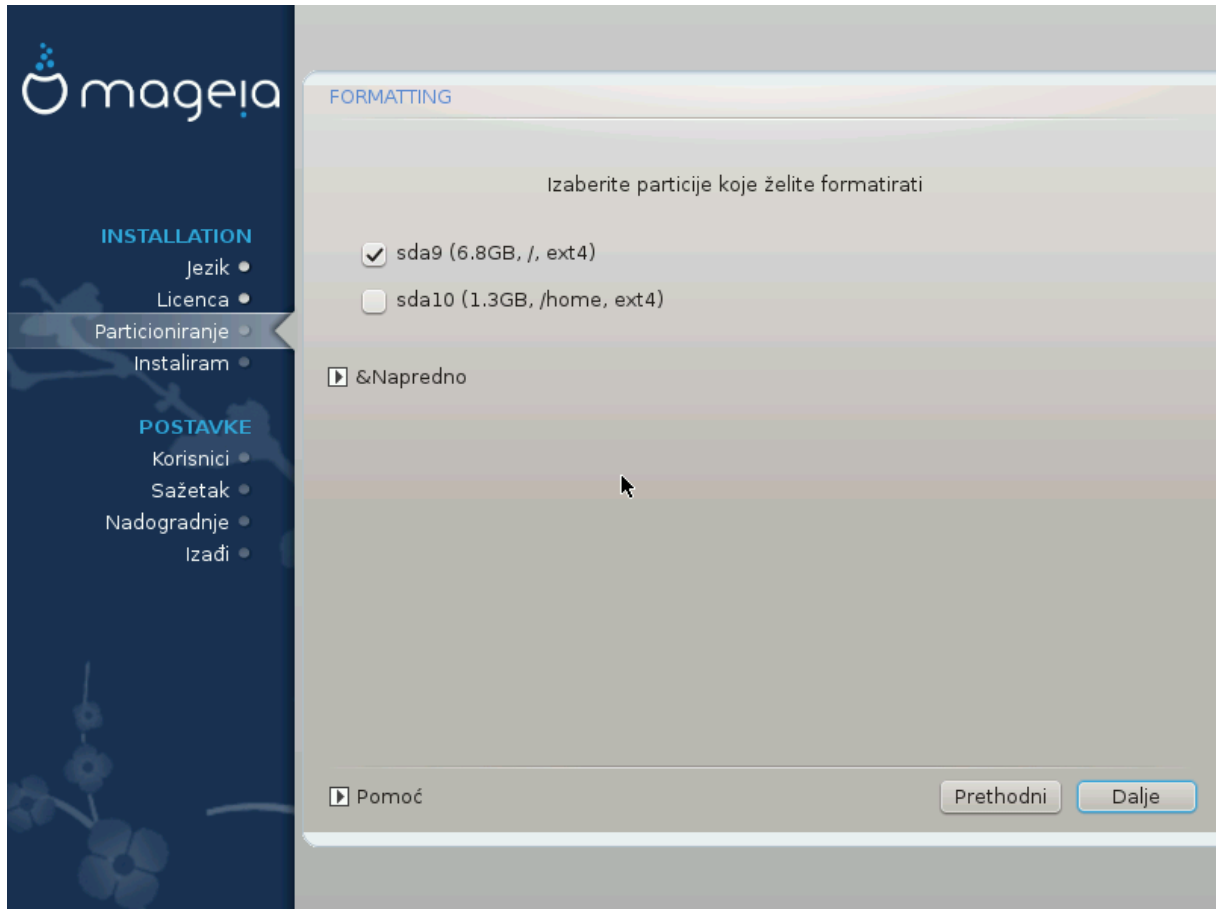 mageia
INSTALLATION
Jezik
Licenca
Particioniranje
Instaliram
POSTAVKE
Korisnici
Sažetak
Nadogradnje
Izađi
FORMATTING
Izaberite particije koje želite formatirati
sda9 (6.8GB, /, ext4)
sda10 (1.3GB, /home, ext4)
&Napredno
Pomoć
Prethodni
Dalje